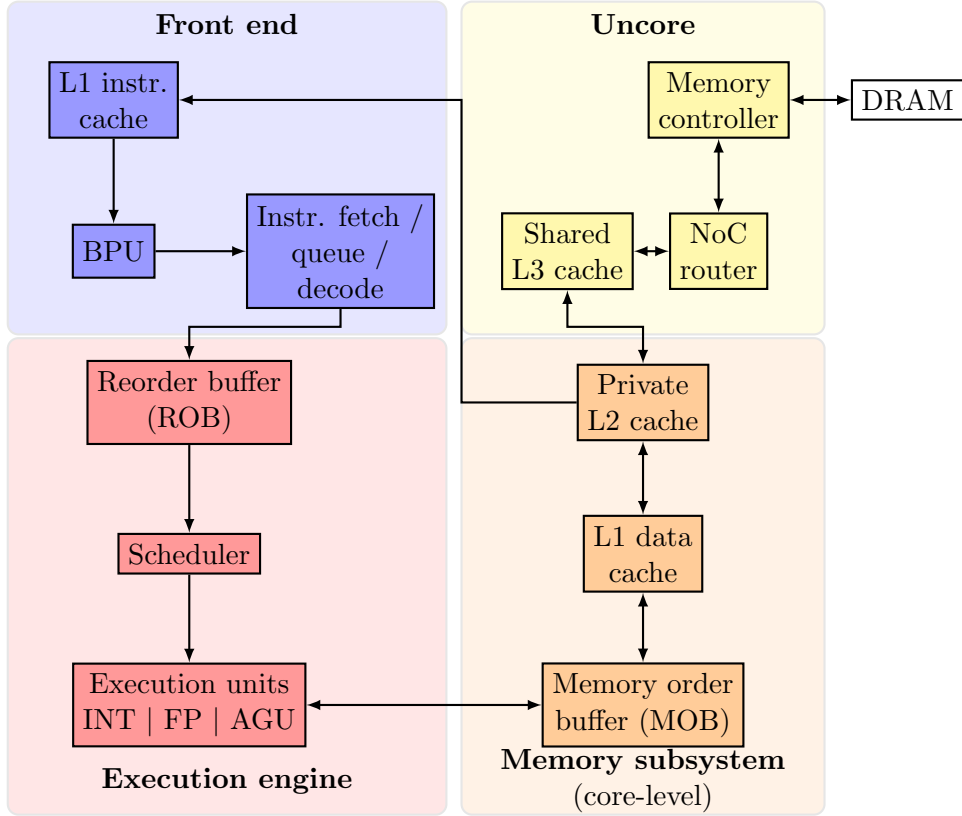 Front end
L1 instr.
cache
BPU
Instr. fetch /
queue /
decode
Uncore
Memory
controller
DRAM
Shared
L3 cache
NoC
router
Reorder buffer
(ROB)
Scheduler
Execution units
INT | FP | AGU
Execution engine
Private
L2 cache
L1 data
cache
Memory order
buffer (MOB)
Memory subsystem
(core-level)